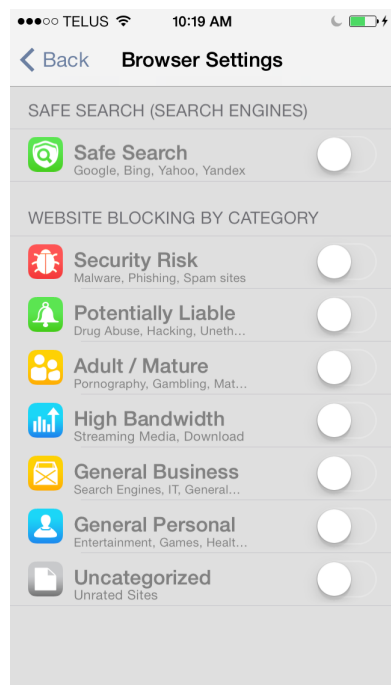 TELUS 10:19 AM
Back Browser Settings
SAFE SEARCH (SEARCH ENGINES)
Safe Search
Google, Bing, Yahoo, Yandex
WEBSITE BLOCKING BY CATEGORY
Security Risk
Malware, Phishing, Spam sites
Potentially Liable
Drug Abuse, Hacking, Uneth...
Adult / Mature
Pornography, Gambling, Mat...
High Bandwidth
Streaming Media, Download
General Business
Search Engines, IT, General...
General Personal
Entertainment, Games, Healt...
Uncategorized
Unrated Sites